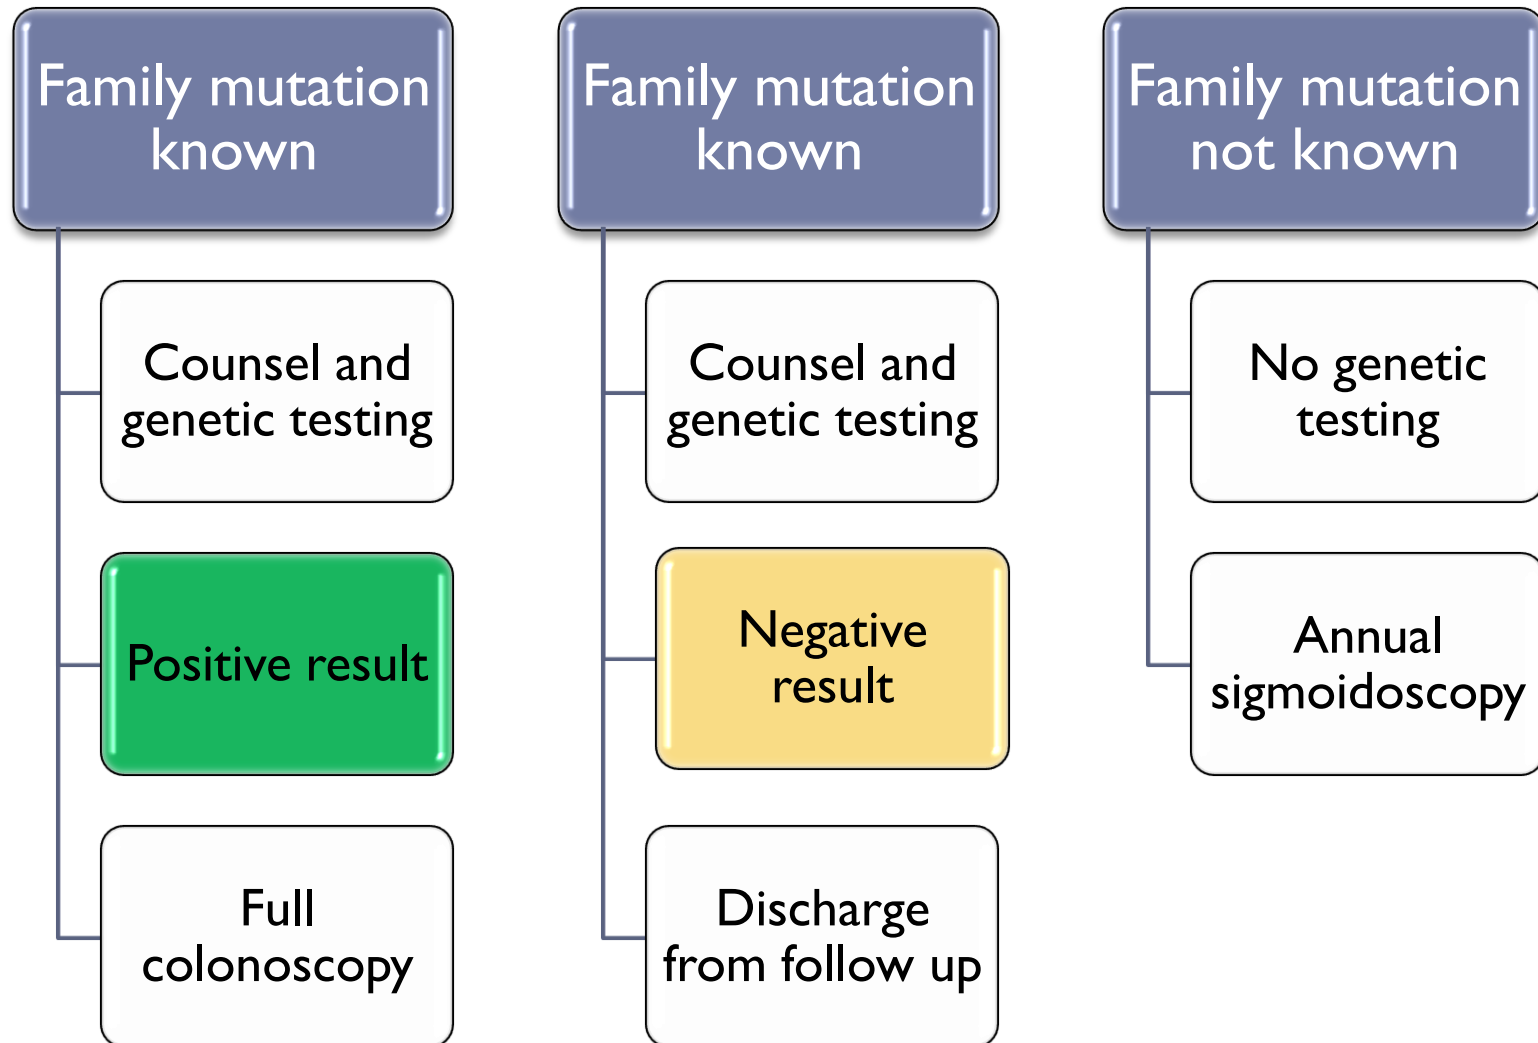 Family mutation
known
Counsel and
genetic testing
Positive result
Full
colonoscopy
Family mutation
known
Counsel and
genetic testing
Negative
result
Discharge
from follow up
Family mutation
not known
No genetic
testing
Annual
sigmoidoscopy